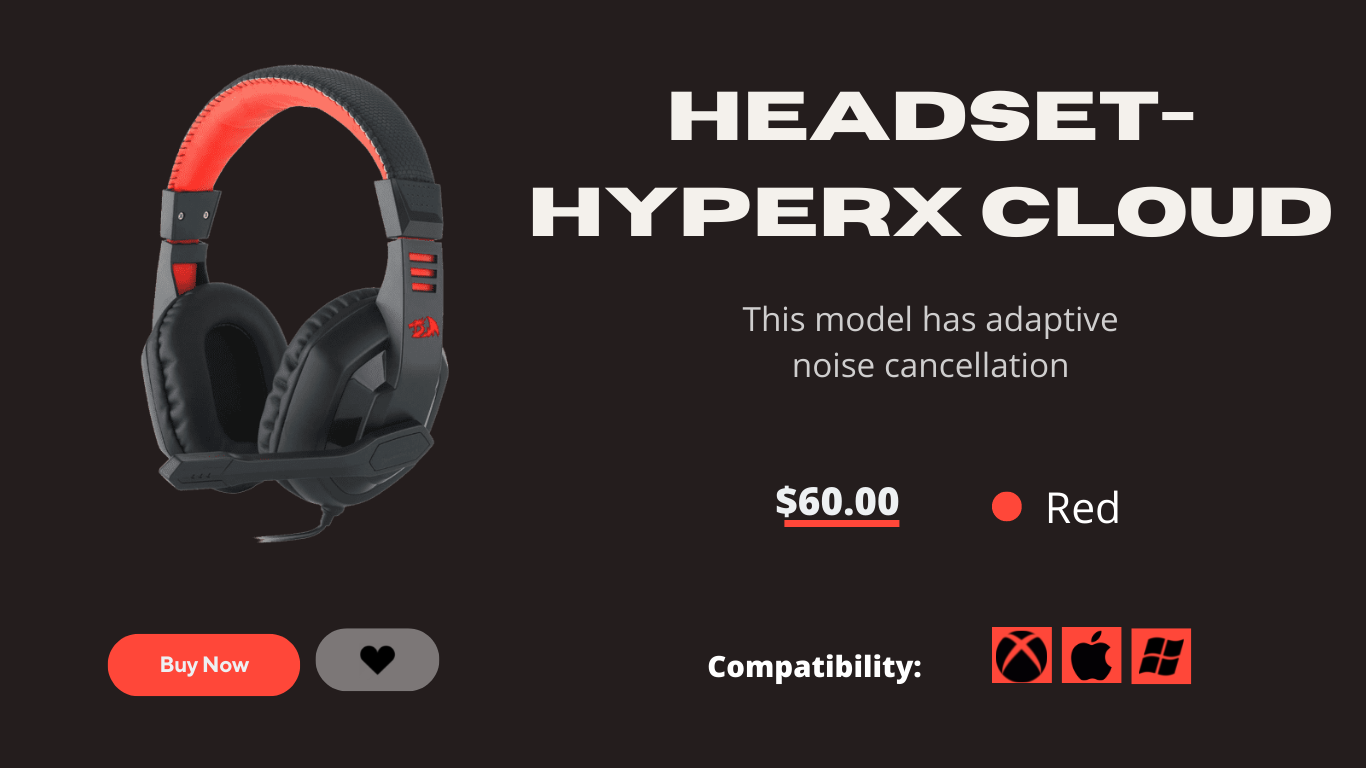 HEADSET-
HYPERX CLOUD
This model has adaptive
noise cancellation
$60.00
Red
Buy Now
Compatibility: